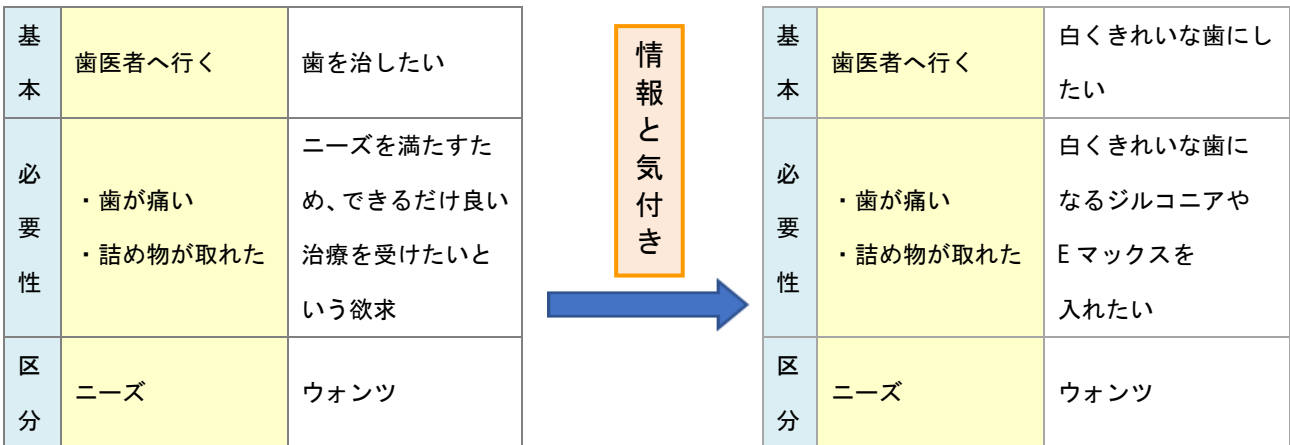 基本
歯医者へ行く
歯を治したい
必要性
・歯が痛い
・詰め物が取れた
ニーズを満たすた
め、できるだけ良い
治療を受けたいと
いう欲求
区分
ニーズ
ウォンツ
情報と気付き
基本
歯医者へ行く
白くきれいな歯にし
たい
必要性
・歯が痛い
・詰め物が取れた
白くきれいな歯に
なるジルコニアや
Eマックスを
入れたい
区分
ニーズ
ウォンツ